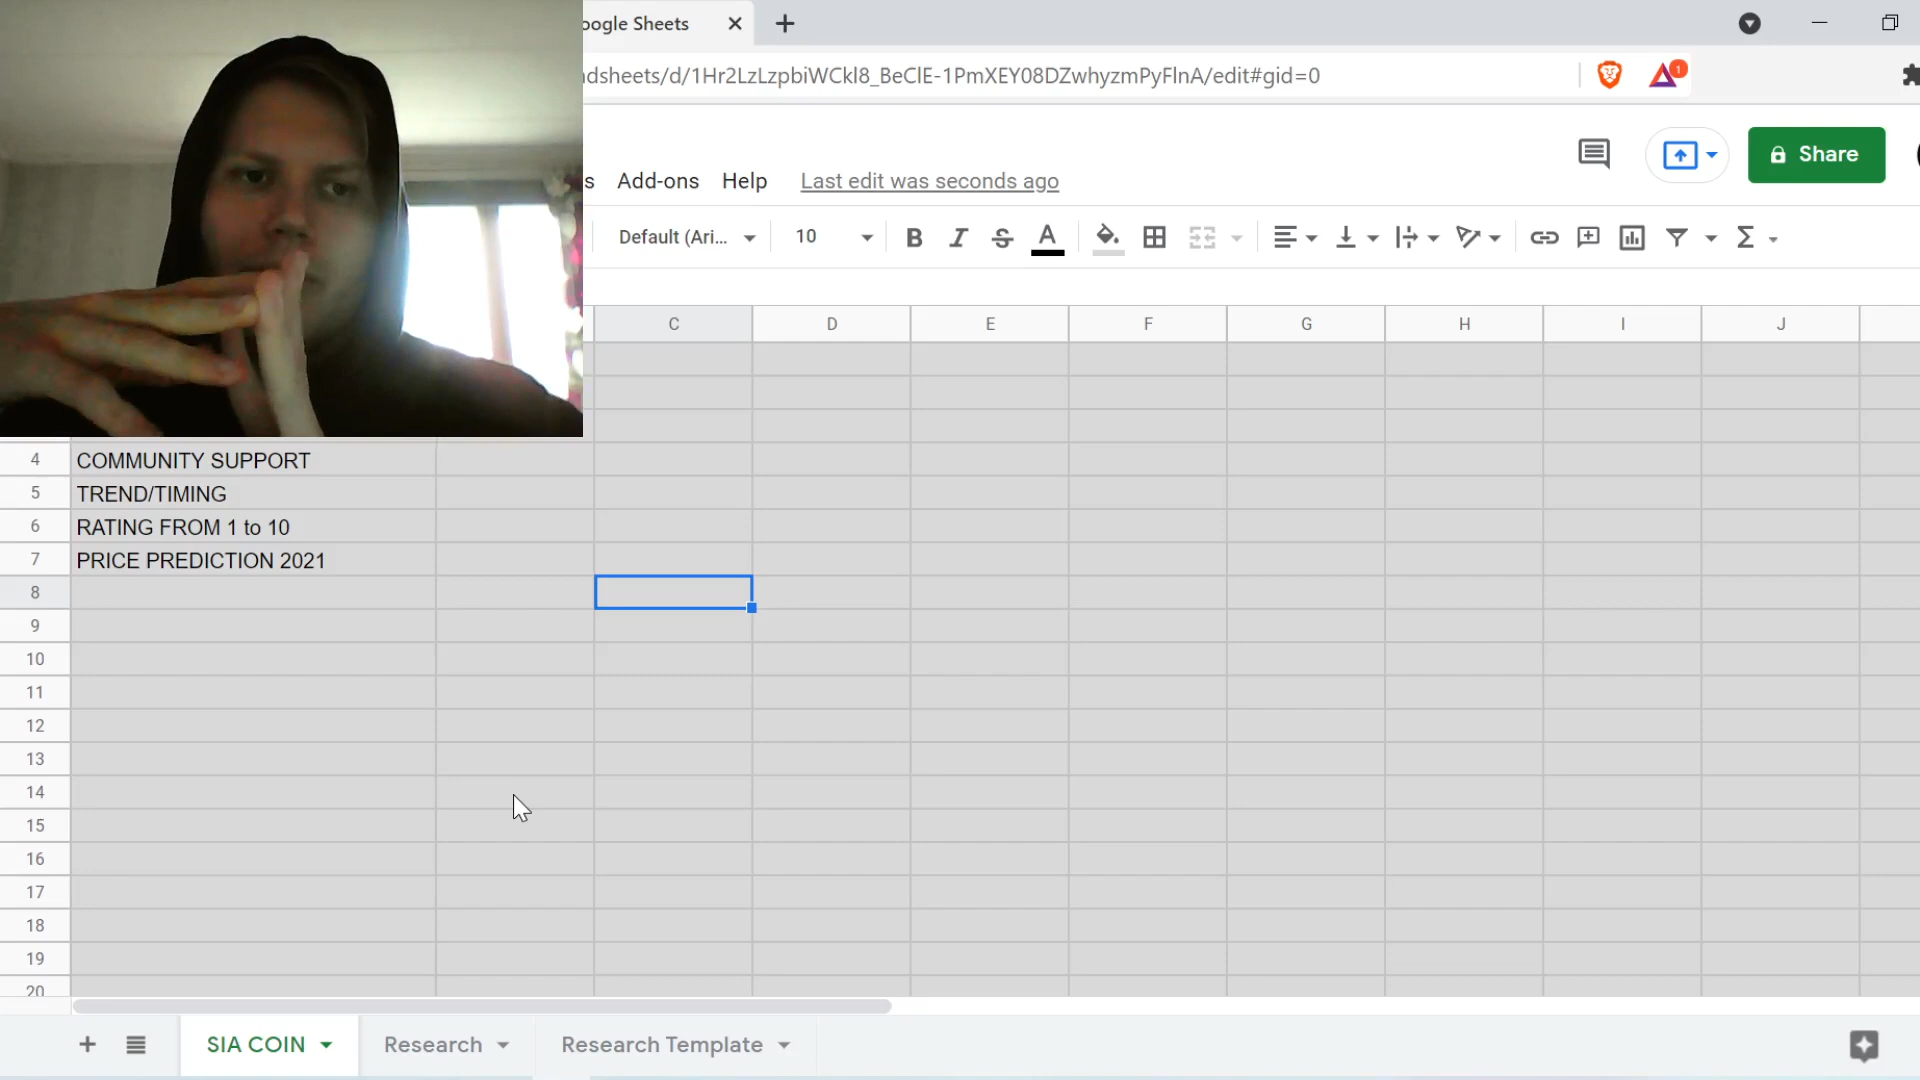 oogle Sheets
dsheets/d/1Hr2LzLzpbiWCkl8_BeClE-1PmXEY08DZwhyzmPyFlnA/edit#gid=0
1
s Add-ons Help Last edit was seconds ago
Share
Default (Ari... 10 B I S A
C D E F G H I J
4 COMMUNITY SUPPORT
5 TREND/TIMING
6 RATING FROM 1 to 10
7 PRICE PREDICTION 2021
8
9
10
11
12
13
14
15
16
17
18
19
20
SIA COIN Research Research Template